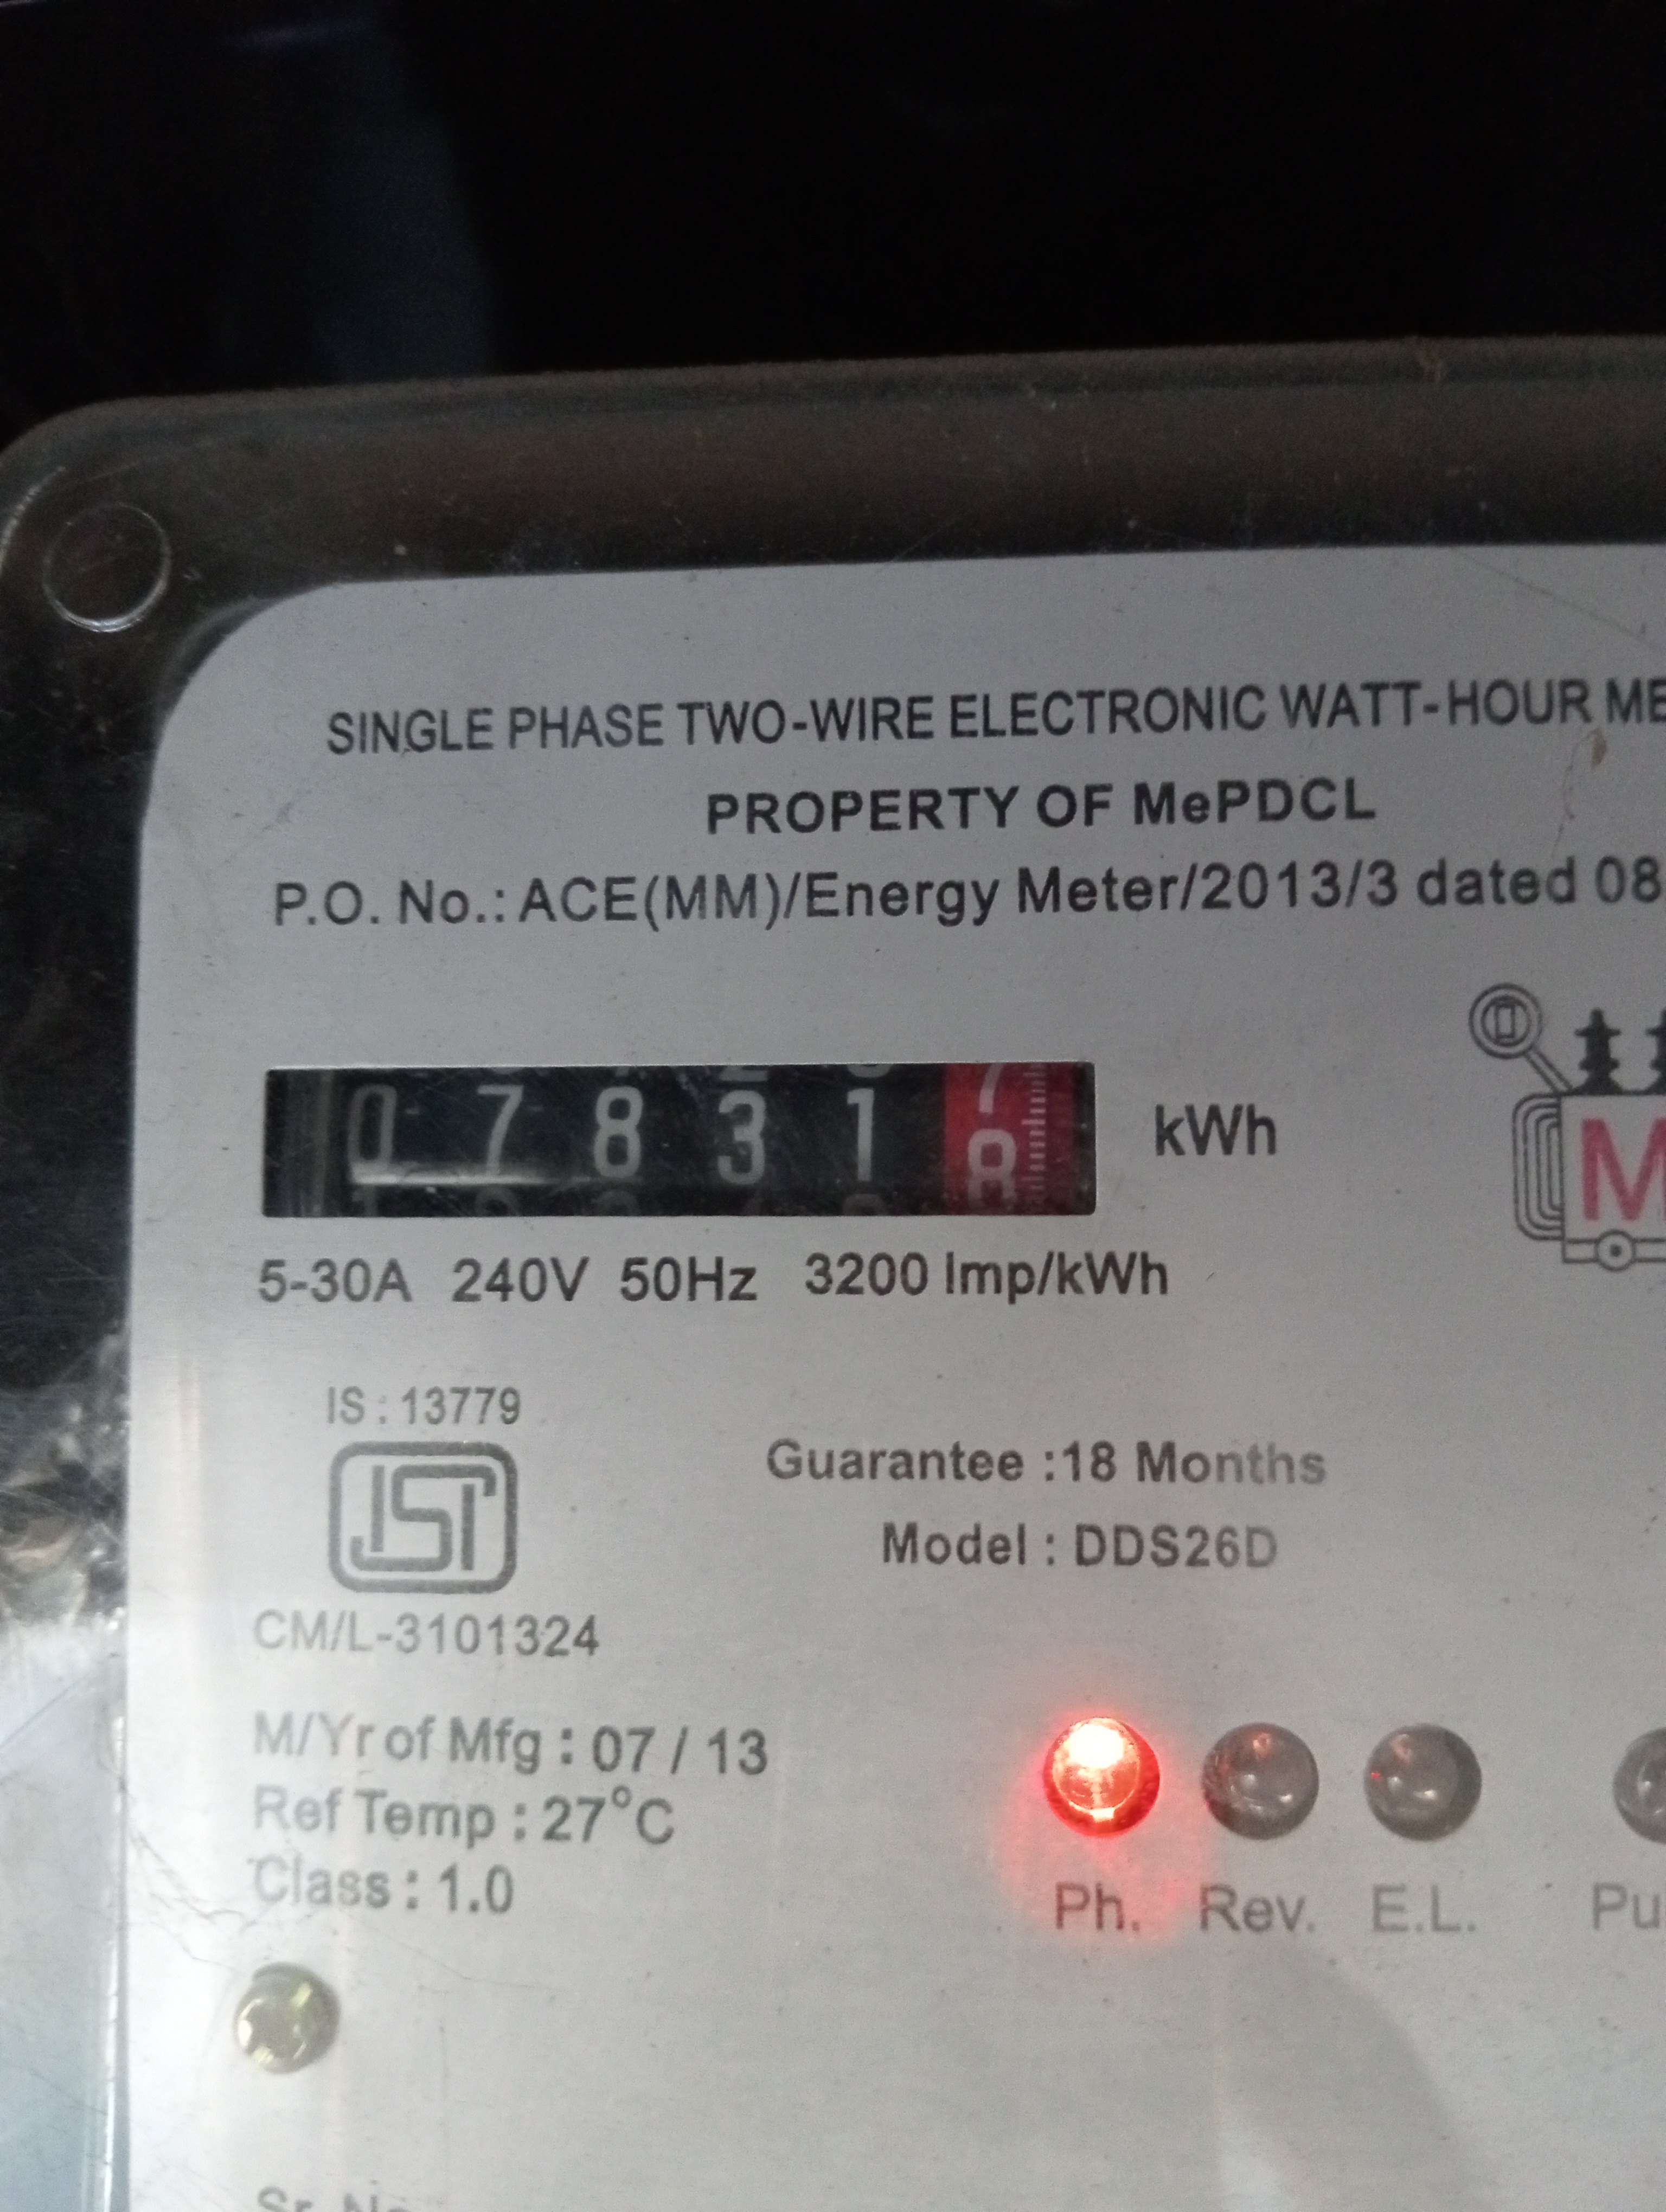 SINGLE PHASE TWO-WIRE ELECTRONIC WATT-HOUR
PROPERTY OF MePDCL
P.O. No.: ACE(MM)/Energy Meter/2013/3 dated 08
0 7 8 3 1 7 8 kWh
5-30A 240V 50Hz 3200 Imp/kWh
M
IS : 13779
ISI
Guarantee :18 Months
Model : DDS26D
CM/L-3101324
M/Yr of Mfg : 07 / 13
Ref Temp : 27°C
Class : 1.0
Ph. Rev. E.L.